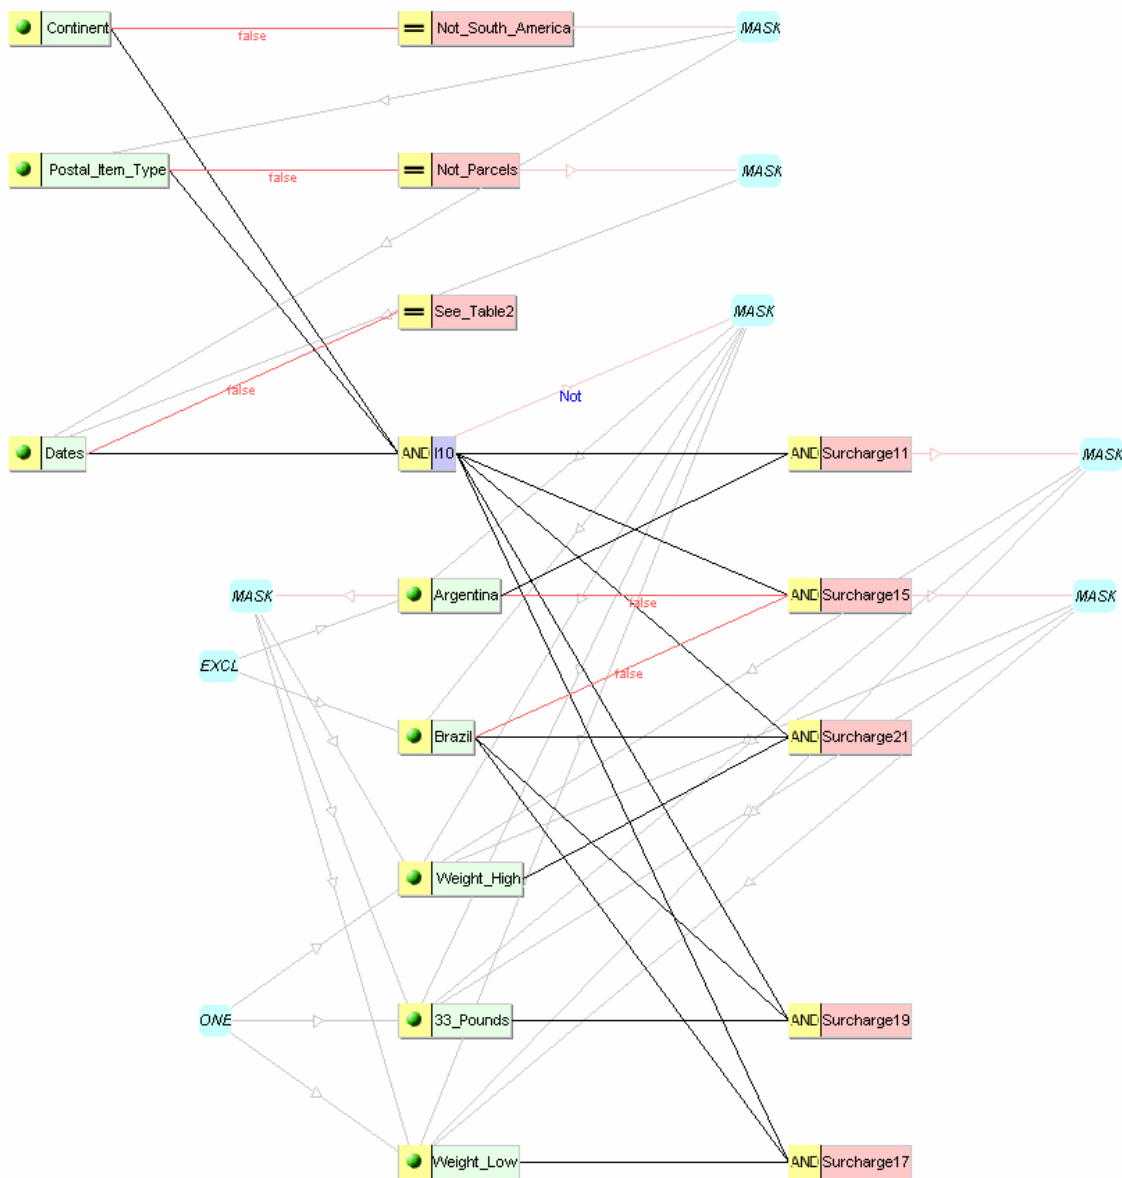 Continent
false
Not_South_America
MASK
Postal_Item_Type
false
Not_Parcels
MASK
See_Table2
MASK
false
Not
Dates
AND I10
AND Surcharge11
MASK
MASK
Argentina
false
AND Surcharge15
MASK
EXCL
false
Brazil
AND Surcharge21
Weight_High
ONE
33_Pounds
AND Surcharge19
Weight_Low
AND Surcharge17